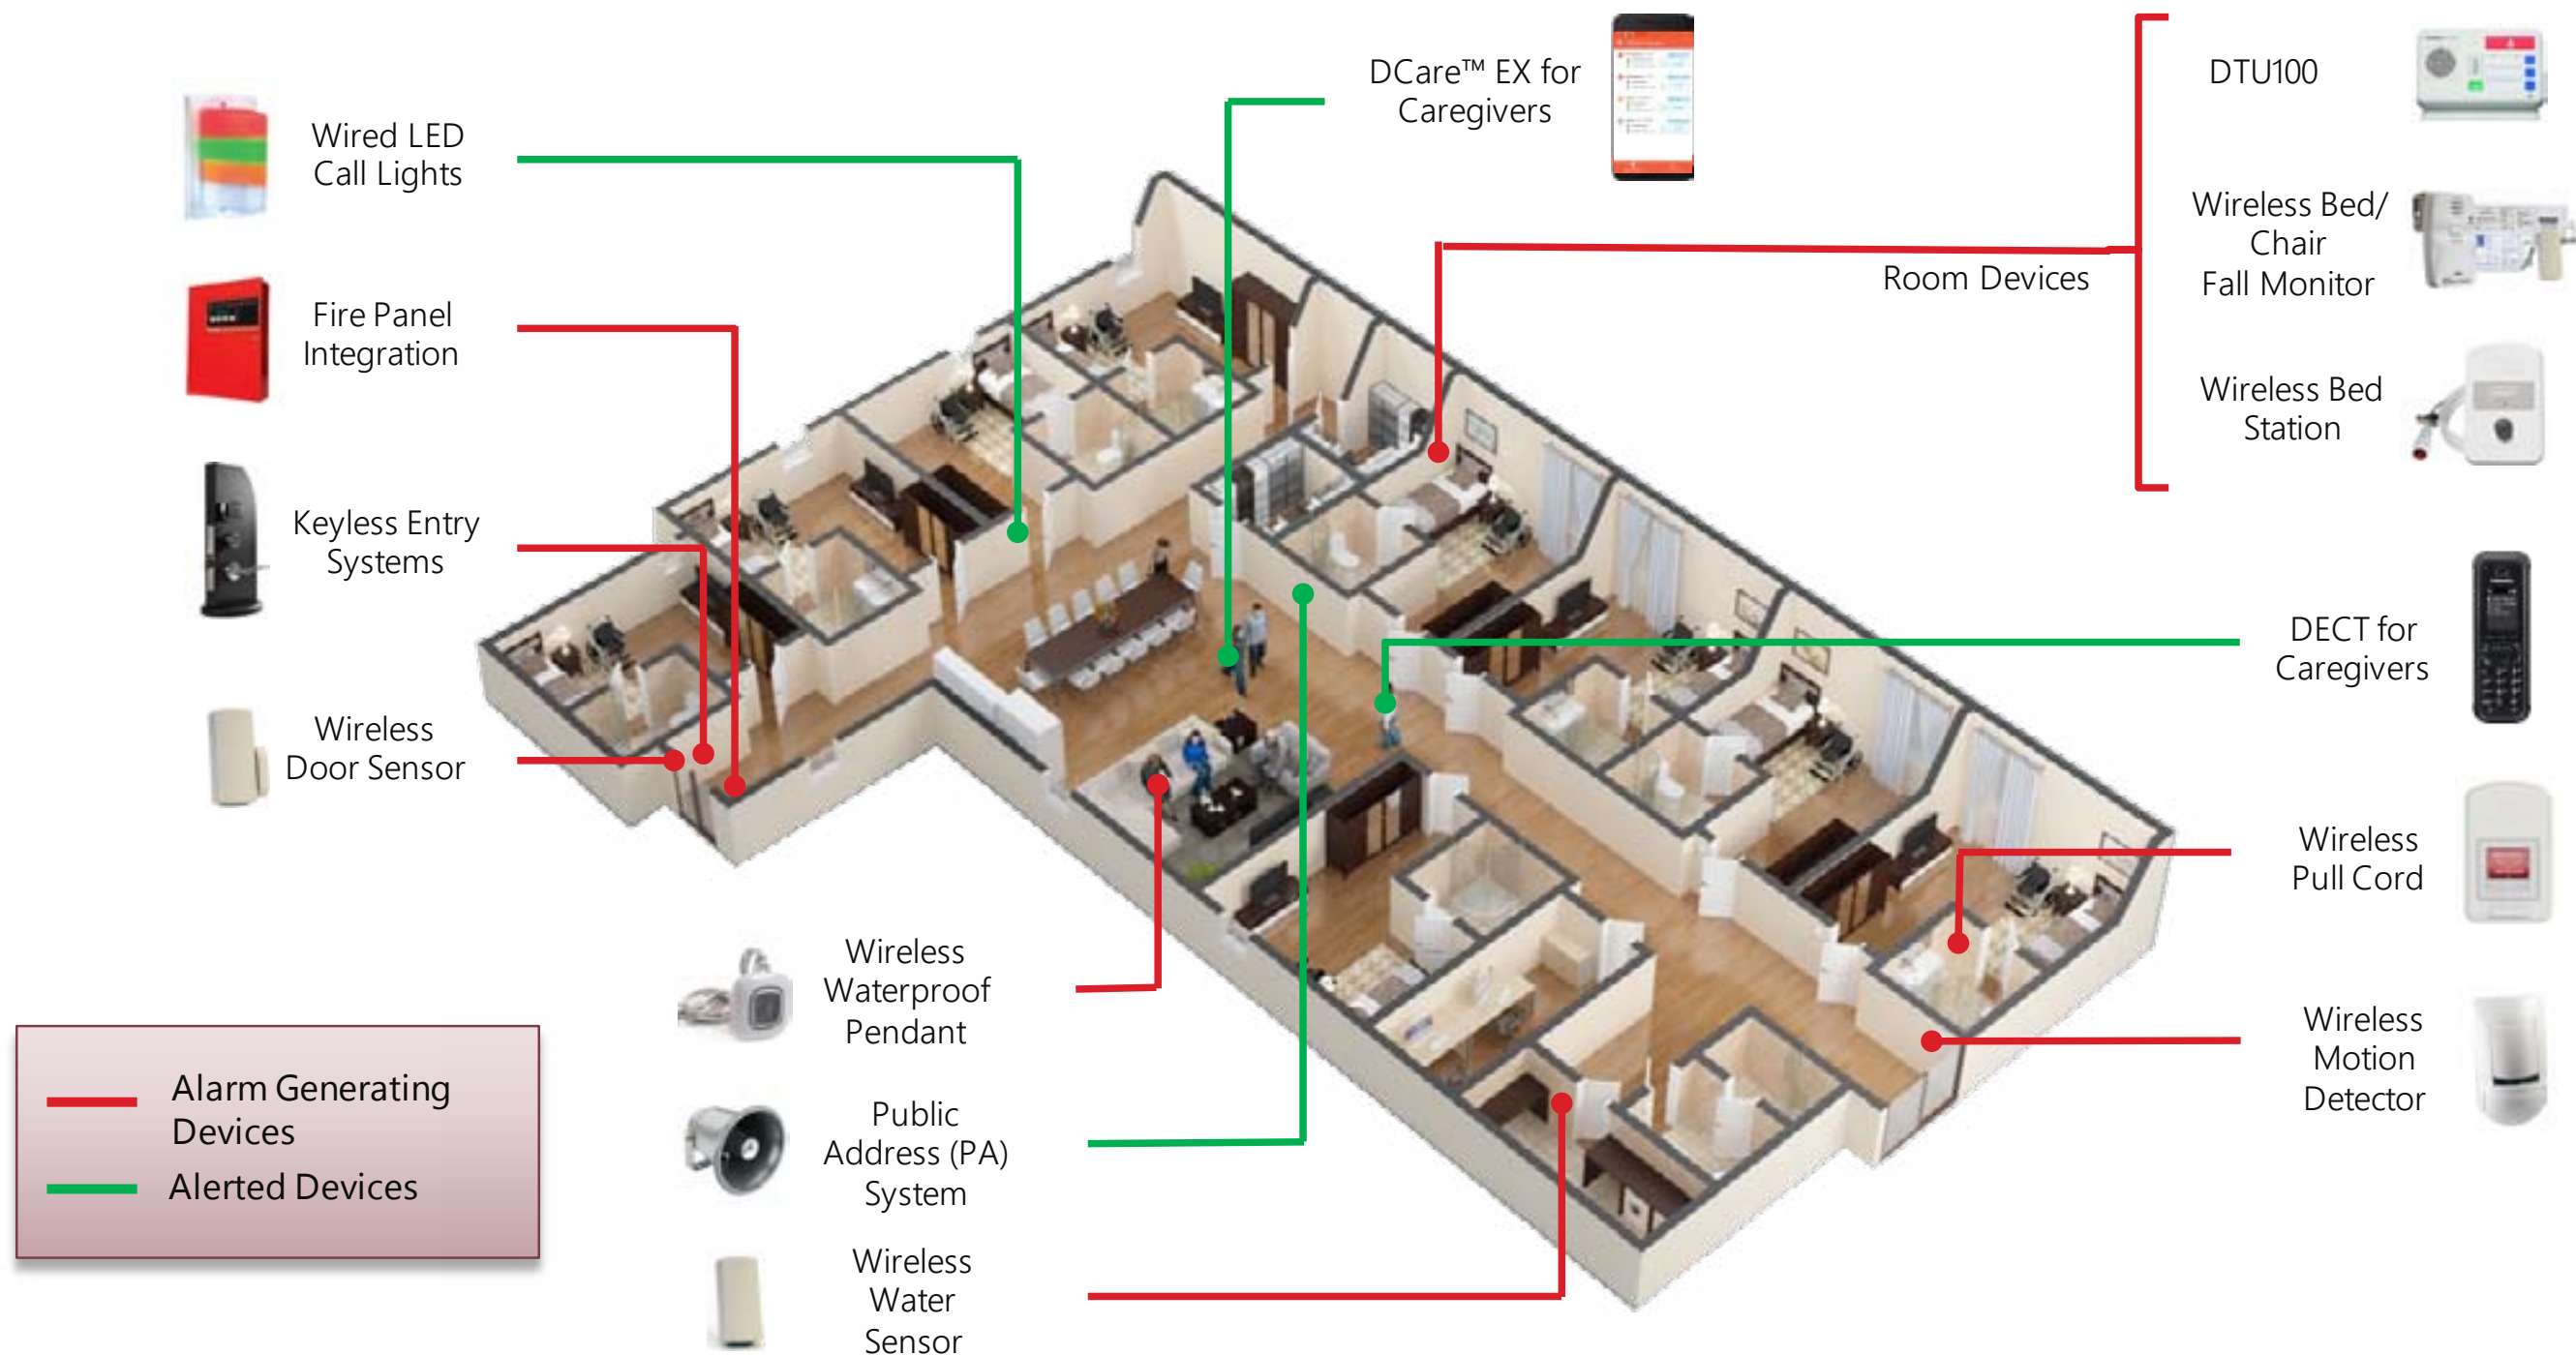 Wired LED
Call Lights
Fire Panel
Integration
Keyless Entry
Systems
Wireless
Door Sensor
DCare™ EX for
Caregivers
Room Devices
DTU100
Wireless Bed/
Chair
Fall Monitor
Wireless Bed
Station
DECT for
Caregivers
Wireless
Pull Cord
Wireless
Motion
Detector
Wireless
Waterproof
Pendant
Public
Address (PA)
System
Wireless
Water
Sensor
Alarm Generating
Devices
Alerted Devices